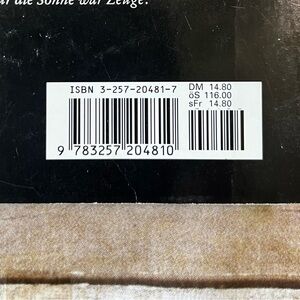 die Sonne war Zeuge.
ISBN 3-257-20481-7
DM 14.80
öS 116.00
sFr 14.80
9 783257 204810